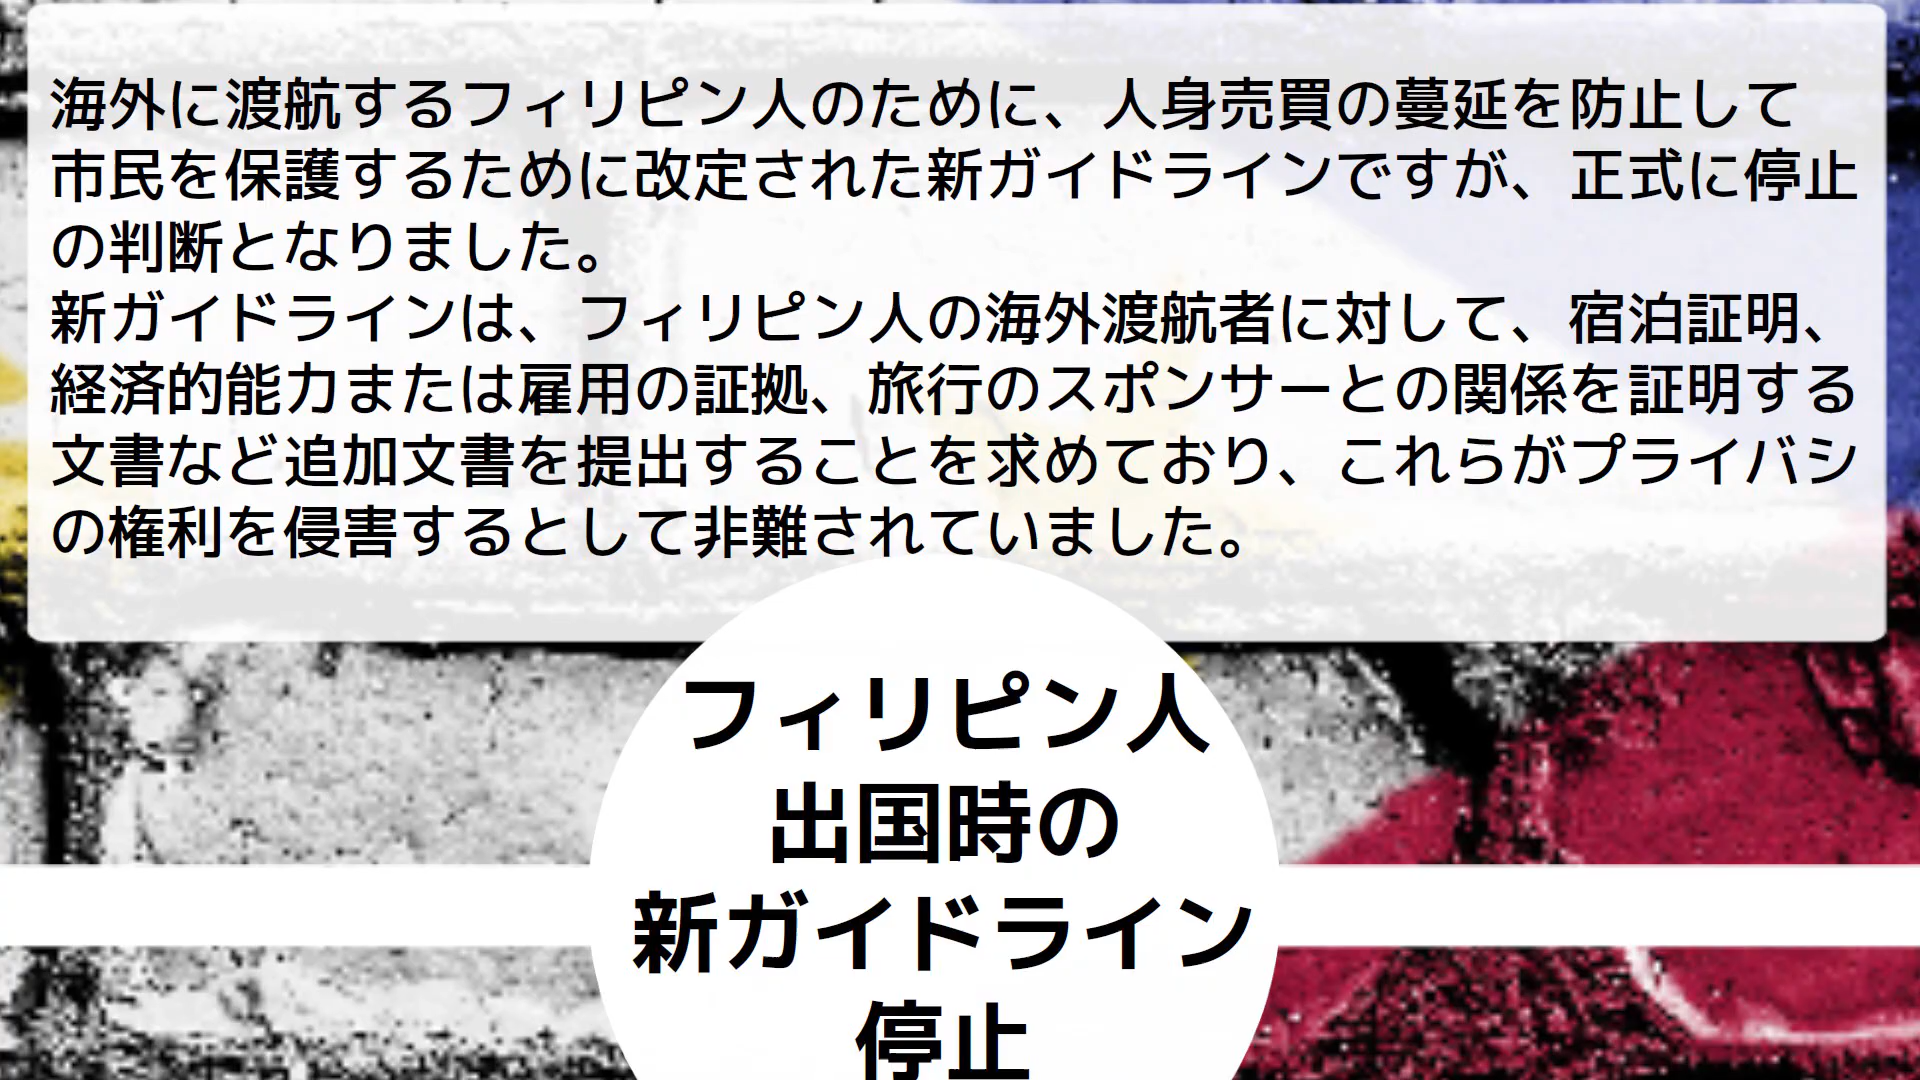 海外に渡航するフィリピン人のために、人身売買の蔓延を防止して
市民を保護するために改定された新ガイドラインですが、正式に停止
の判断となりました。
新ガイドラインは、フィリピン人の海外渡航者に対して、宿泊証明、
経済的能力または雇用の証拠、旅行のスポンサーとの関係を証明する
文書など追加文書を提出することを求めており、これらがプライバシ
の権利を侵害するとして非難されていました。
フィリピン人
出国時の
新ガイドライン
停止